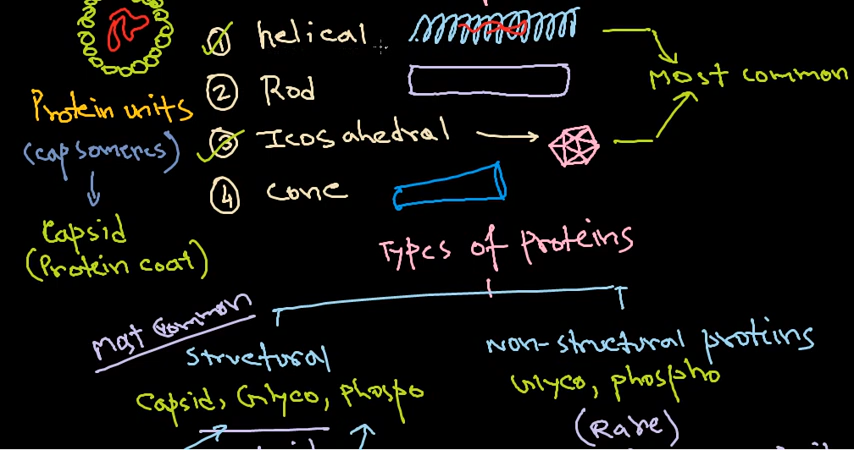 ① helical
② Rod
Most common
Protein units
(capsomeres)
③ Icosahedral
④ cone
Capsid
(Protein coat)
Types of proteins
Most Common
structural
Non-structural proteins
Capsid, Glyco, phospo
Glyco, phospho
(Rare)